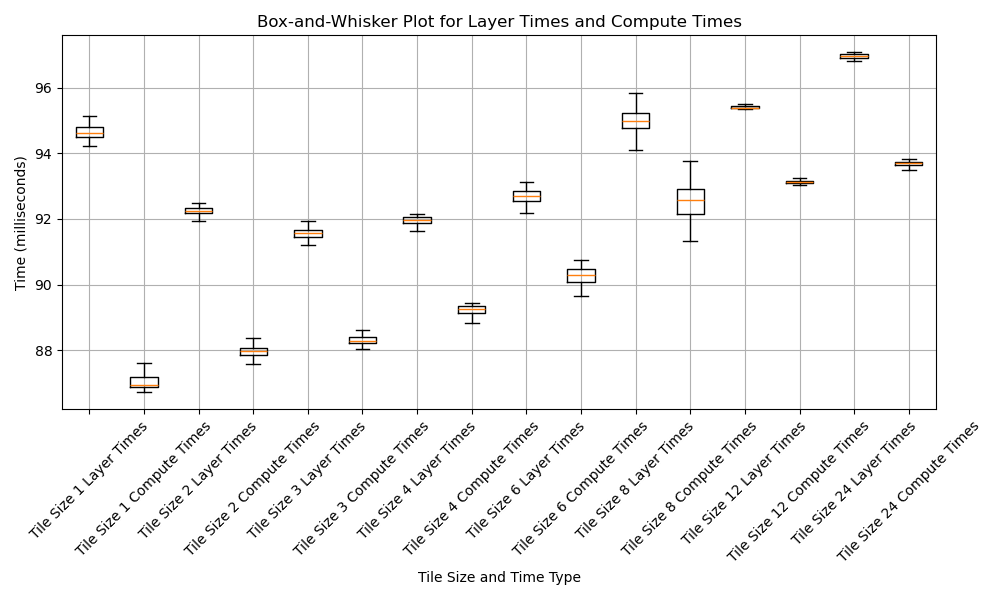 Box-and-Whisker Plot for Layer Times and Compute Times
Time (milliseconds)
96
94
92
90
88
Tile Size 1 Layer Times
Tile Size 1 Compute Times
Tile Size 2 Layer Times
Tile Size 2 Compute Times
Tile Size 3 Layer Times
Tile Size 3 Compute Times
Tile Size 4 Layer Times
Tile Size 4 Compute Times
Tile Size 6 Layer Times
Tile Size 6 Compute Times
Tile Size 8 Layer Times
Tile Size 8 Compute Times
Tile Size 12 Layer Times
Tile Size 12 Compute Times
Tile Size 24 Layer Times
Tile Size 24 Compute Times
Tile Size and Time Type